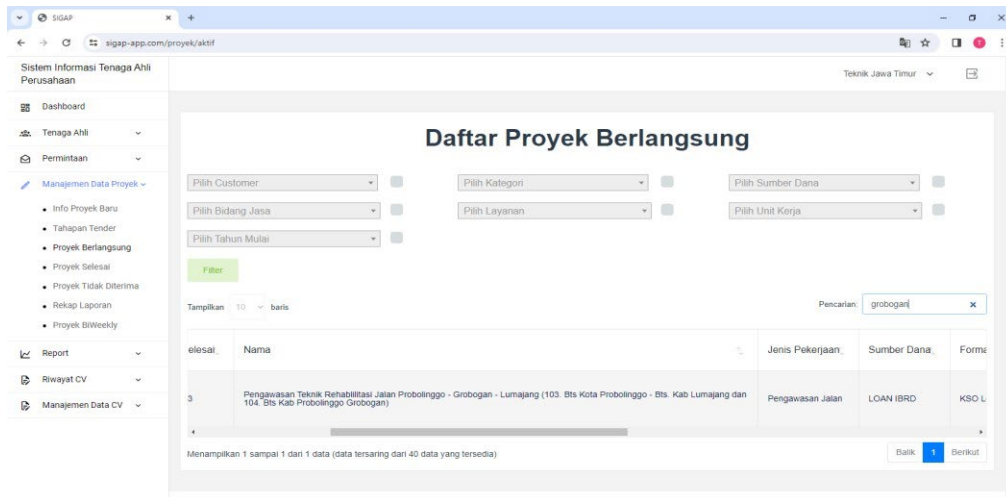 SIGAP
sigap-app.com/proyek/aktif
Sistem Informasi Tenaga Ahli
Perusahaan
Teknik Jawa Timur
Dashboard
Tenaga Ahli
Permintaan
Manajemen Data Proyek
Info Proyek Baru
Tahapan Tender
Proyek Berlangsung
Proyek Selesai
Proyek Tidak Diterima
Rekap Laporan
Proyek BiWeekly
Report
Riwayat CV
Manajemen Data CV
Daftar Proyek Berlangsung
Pilih Customer
Pilih Kategori
Pilih Sumber Dana
Pilih Bidang Jasa
Pilih Layanan
Pilih Unit Kerja
Pilih Tahun Mulai
Filter
Tampilkan 10 baris
Pencarian: grobogan
elesai Nama Jenis Pekerjaan Sumber Dana Forma
3 Pengawasan Teknik Rehablilitasi Jalan Probolinggo - Grobogan - Lumajang (103. Bts Kota Probolinggo - Bts. Kab Lumajang dan
104. Bts Kab Probolinggo Grobogan) Pengawasan Jalan LOAN IBRD KSO L
Menampilkan 1 sampai 1 dari 1 data (data tersaring dari 40 data yang tersedia)
Balik 1 Berikut